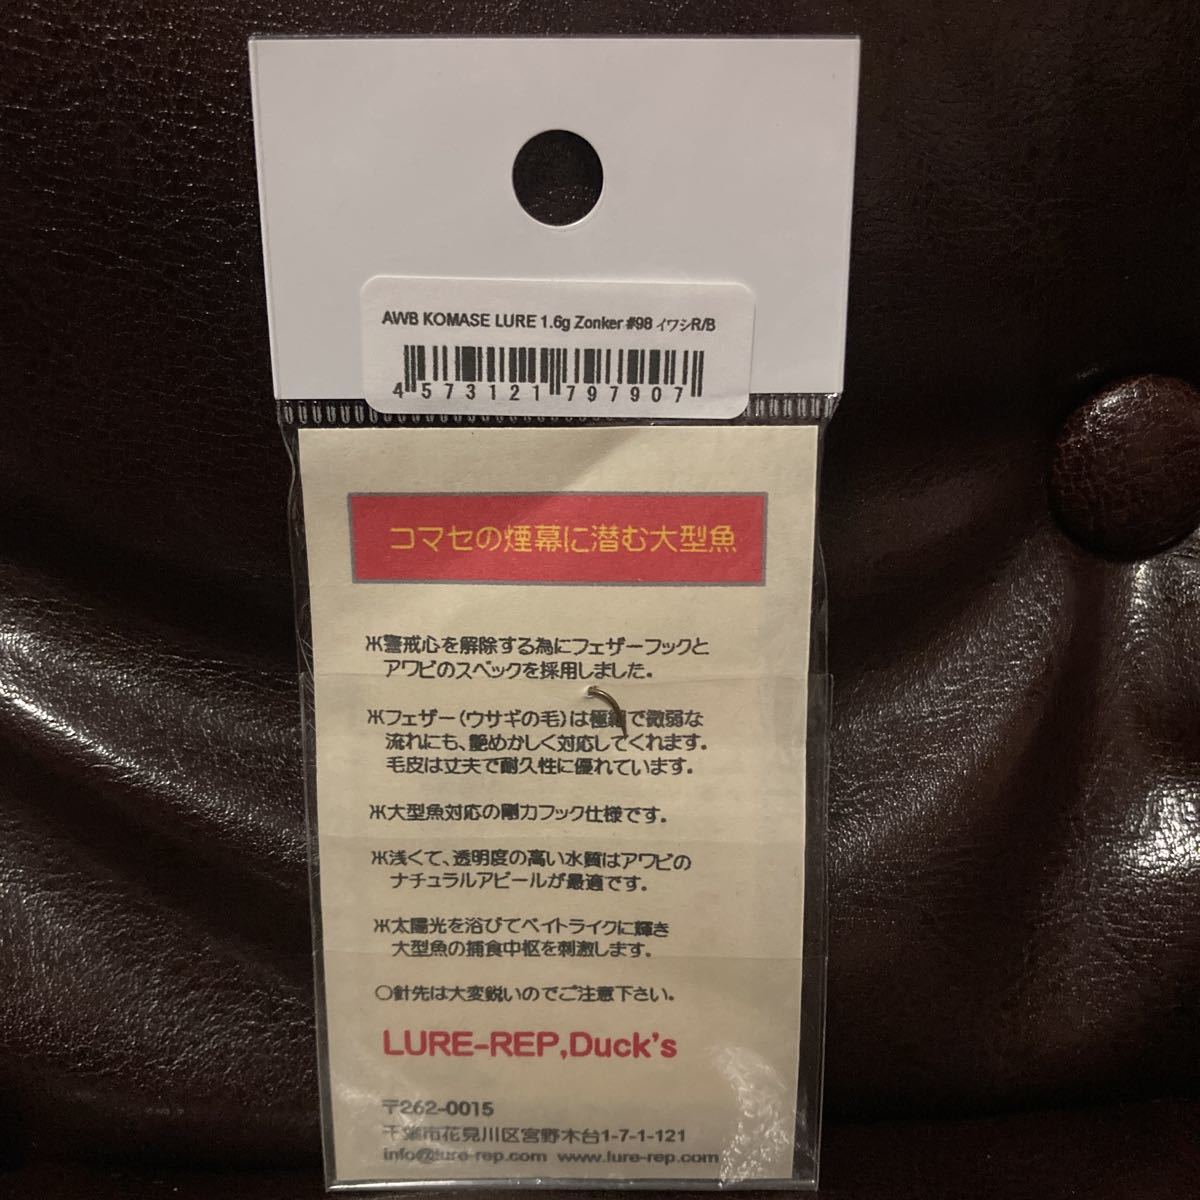 AWB KOMASE LURE 1.6g Zonker #98 イワシR/B
4 573121 797907
コマセの煙幕に潜む大型魚
※警戒心を解除する為にフェザーフックと
アワビのスペックを採用しました。
※フェザー(ウサギの毛)は極細で微弱な
流れにも、艶めかしく対応してくれます。
毛皮は丈夫で耐久性に優れています。
※大型魚対応の剛力フック仕様です。
※浅くて、透明度の高い水質はアワビの
ナチュラルアピールが最適です。
※太陽光を浴びてベイトライクに輝き
大型魚の捕食中枢を刺激します。
○針先は大変鋭いのでご注意下さい。
LURE-REP,Duck's
〒262-0015
千葉市花見川区宮野木台1-7-1-121
info@lure-rep.com www.lure-rep.com